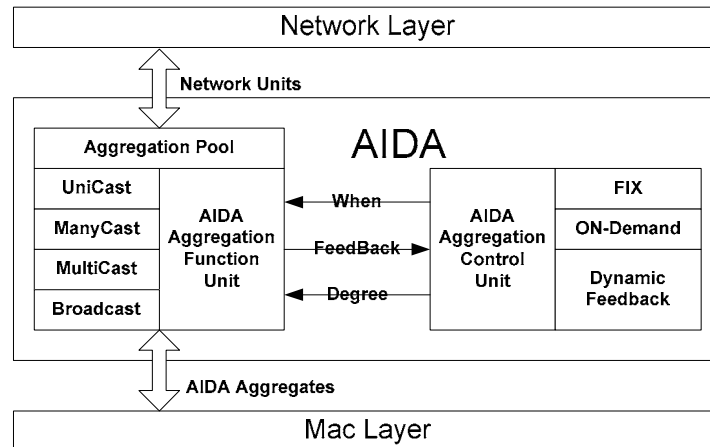 Network Layer
Network Units
AIDA
Aggregation Pool
UniCast
ManyCast
MultiCast
Broadcast
AIDA
Aggregation
Function
Unit
When
FeedBack
Degree
AIDA
Aggregation
Control
Unit
FIX
ON-Demand
Dynamic
Feedback
AIDA Aggregates
Mac Layer